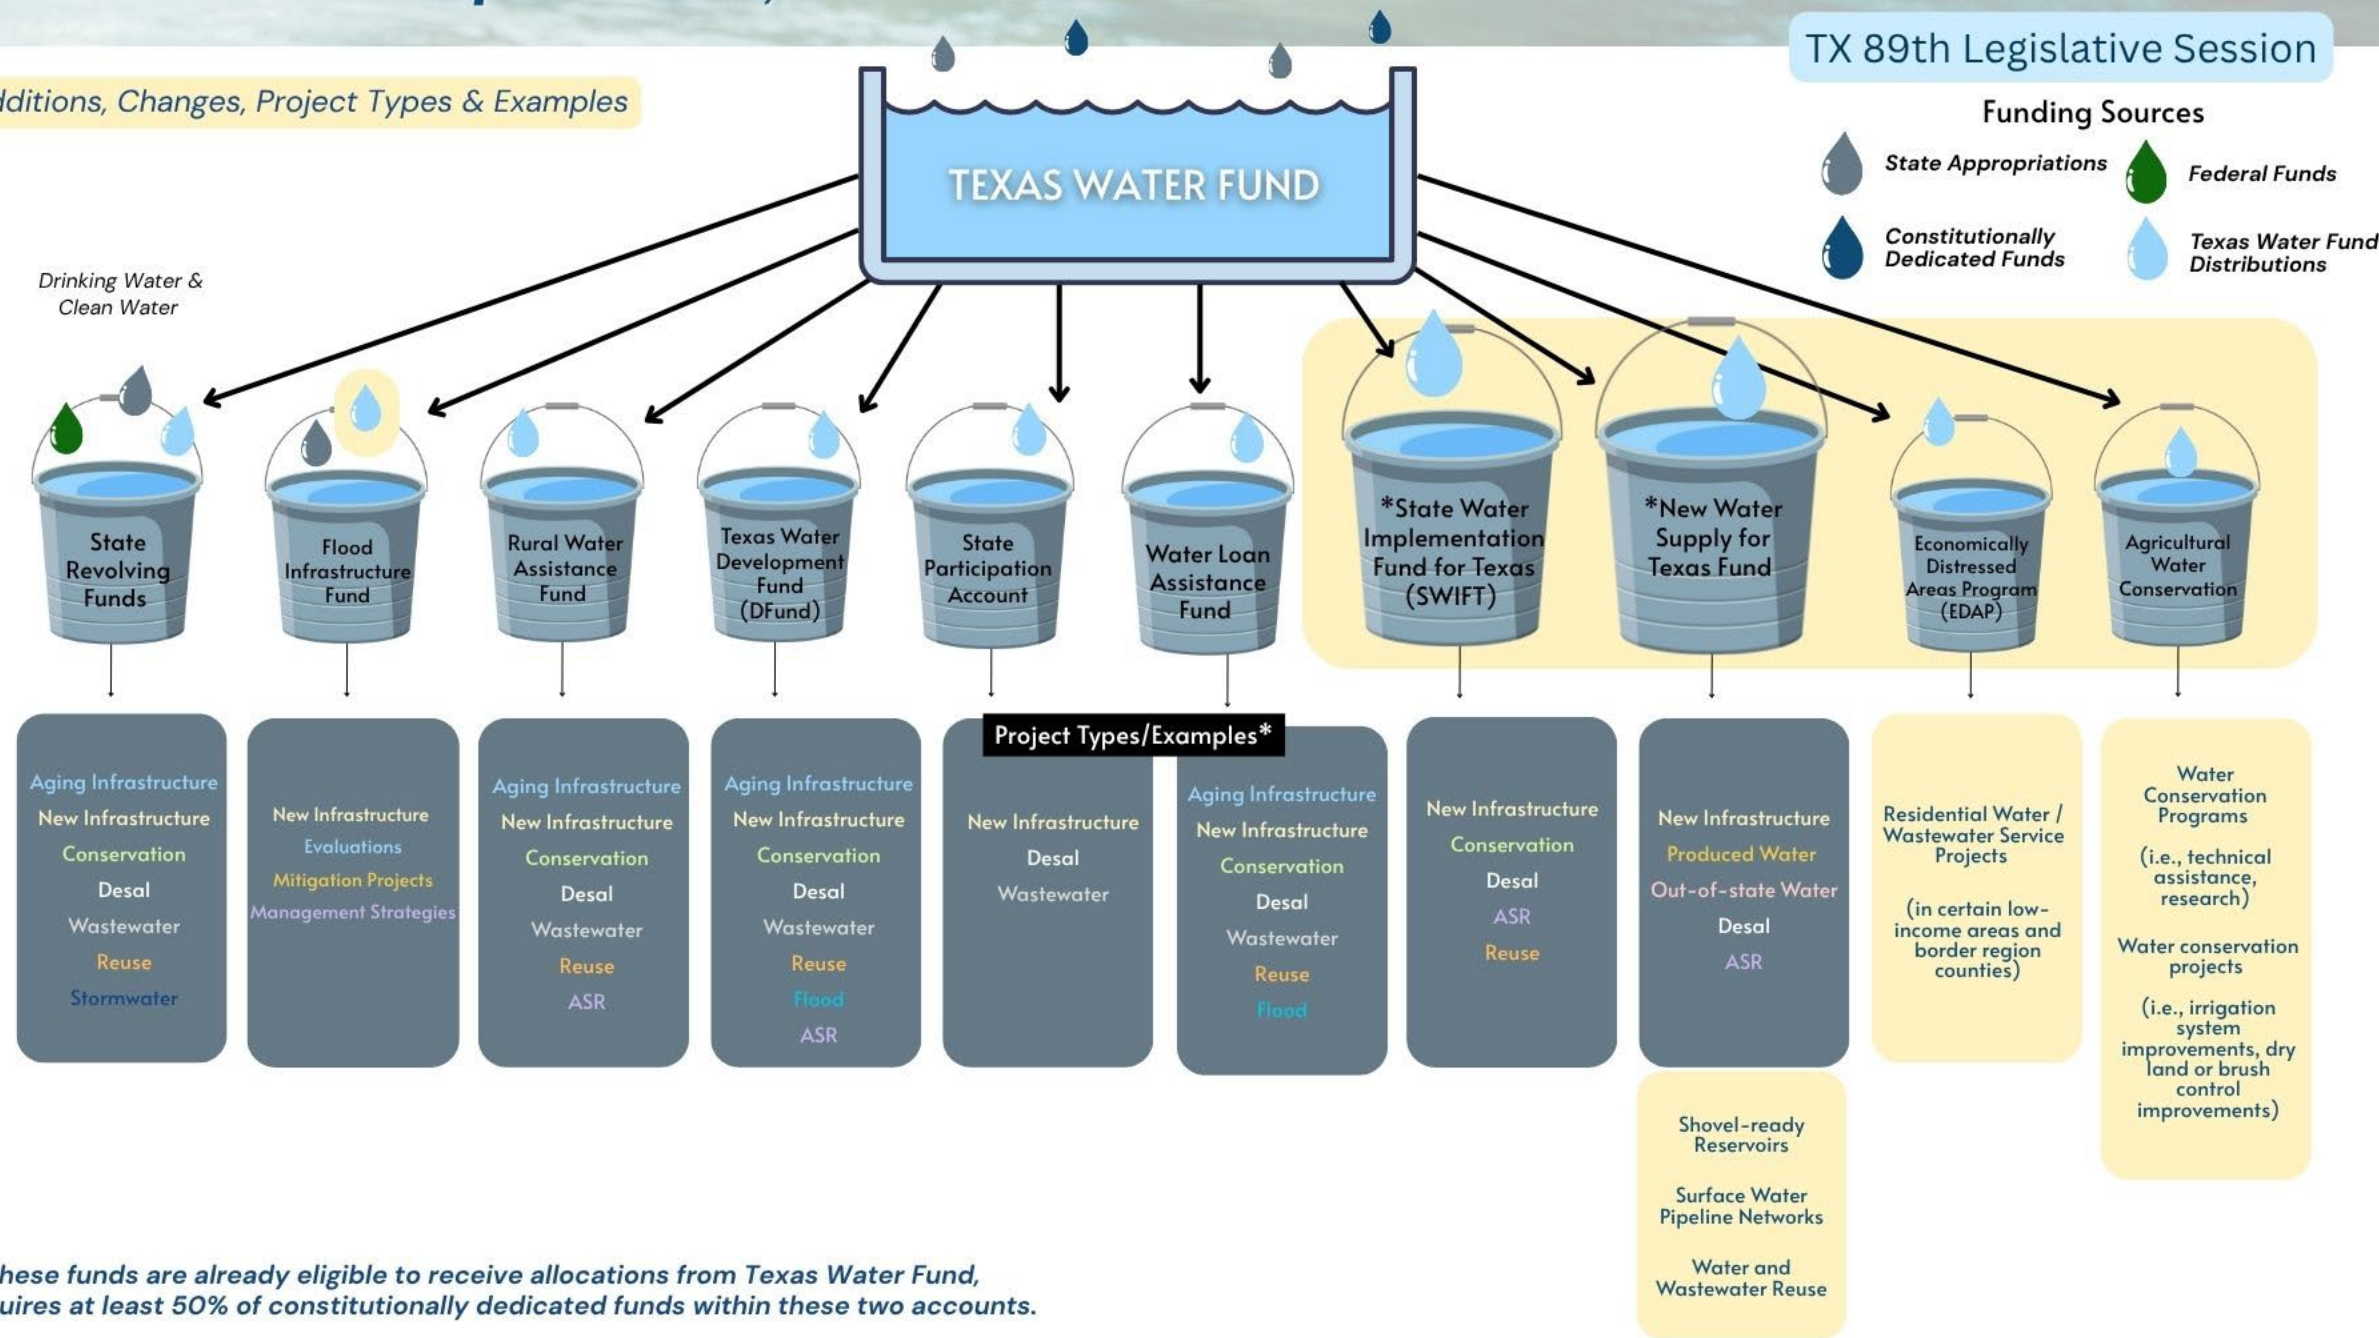 TX 89th Legislative Session
Changes, Project Types & Examples
Funding Sources
State Appropriations
Federal Funds
Constitutionally
Dedicated Funds
Texas Water Fund
Distributions
TEXAS WATER FUND
Drinking Water &
Clean Water
State
Revolving
Funds
Flood
Infrastructure
Fund
Rural Water
Assistance
Fund
Texas Water
Development
Fund
(DFund)
State
Participation
Account
Water Loan
Assistance
Fund
*State Water
Implementation
Fund for Texas
(SWIFT)
*New Water
Supply for
Texas Fund
Economically
Distressed
Areas Program
(EDAP)
Agricultural
Water
Conservation
Project Types/Examples*
Aging Infrastructure
New Infrastructure
Conservation
Desal
Wastewater
Reuse
Stormwater
New Infrastructure
Evaluations
Mitigation Projects
Management Strategies
Aging Infrastructure
New Infrastructure
Conservation
Desal
Wastewater
Reuse
ASR
Aging Infrastructure
New Infrastructure
Conservation
Desal
Wastewater
Reuse
Flood
ASR
New Infrastructure
Desal
Wastewater
Aging Infrastructure
New Infrastructure
Conservation
Desal
Wastewater
Reuse
Flood
New Infrastructure
Conservation
Desal
ASR
Reuse
New Infrastructure
Produced Water
Out-of-state Water
Desal
ASR
Shovel-ready
Reservoirs
Surface Water
Pipeline Networks
Water and
Wastewater Reuse
Residential Water /
Wastewater Service
Projects
(in certain low-
income areas and
border region
counties)
Water
Conservation
Programs
(i.e., technical
assistance,
research)
Water conservation
projects
(i.e., irrigation
system
improvements, dry
land or brush
control
improvements)
funds are already eligible to receive allocations from Texas Water Fund,
at least 50% of constitutionally dedicated funds within these two accounts.